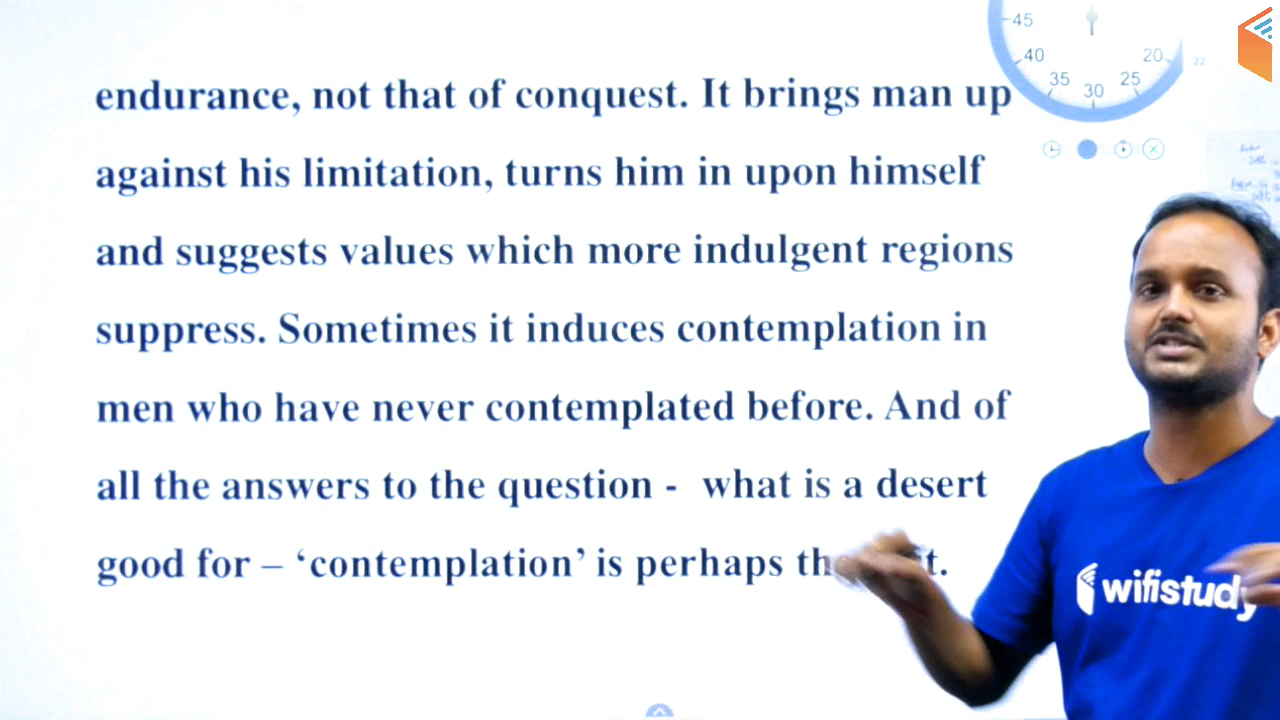 45
40
35
30
25
20
22
endurance, not that of conquest. It brings man up
against his limitation, turns him in upon himself
and suggests values which more indulgent regions
suppress. Sometimes it induces contemplation in
men who have never contemplated before. And of
all the answers to the question - what is a desert
good for – ‘contemplation’ is perhaps
wifistudy